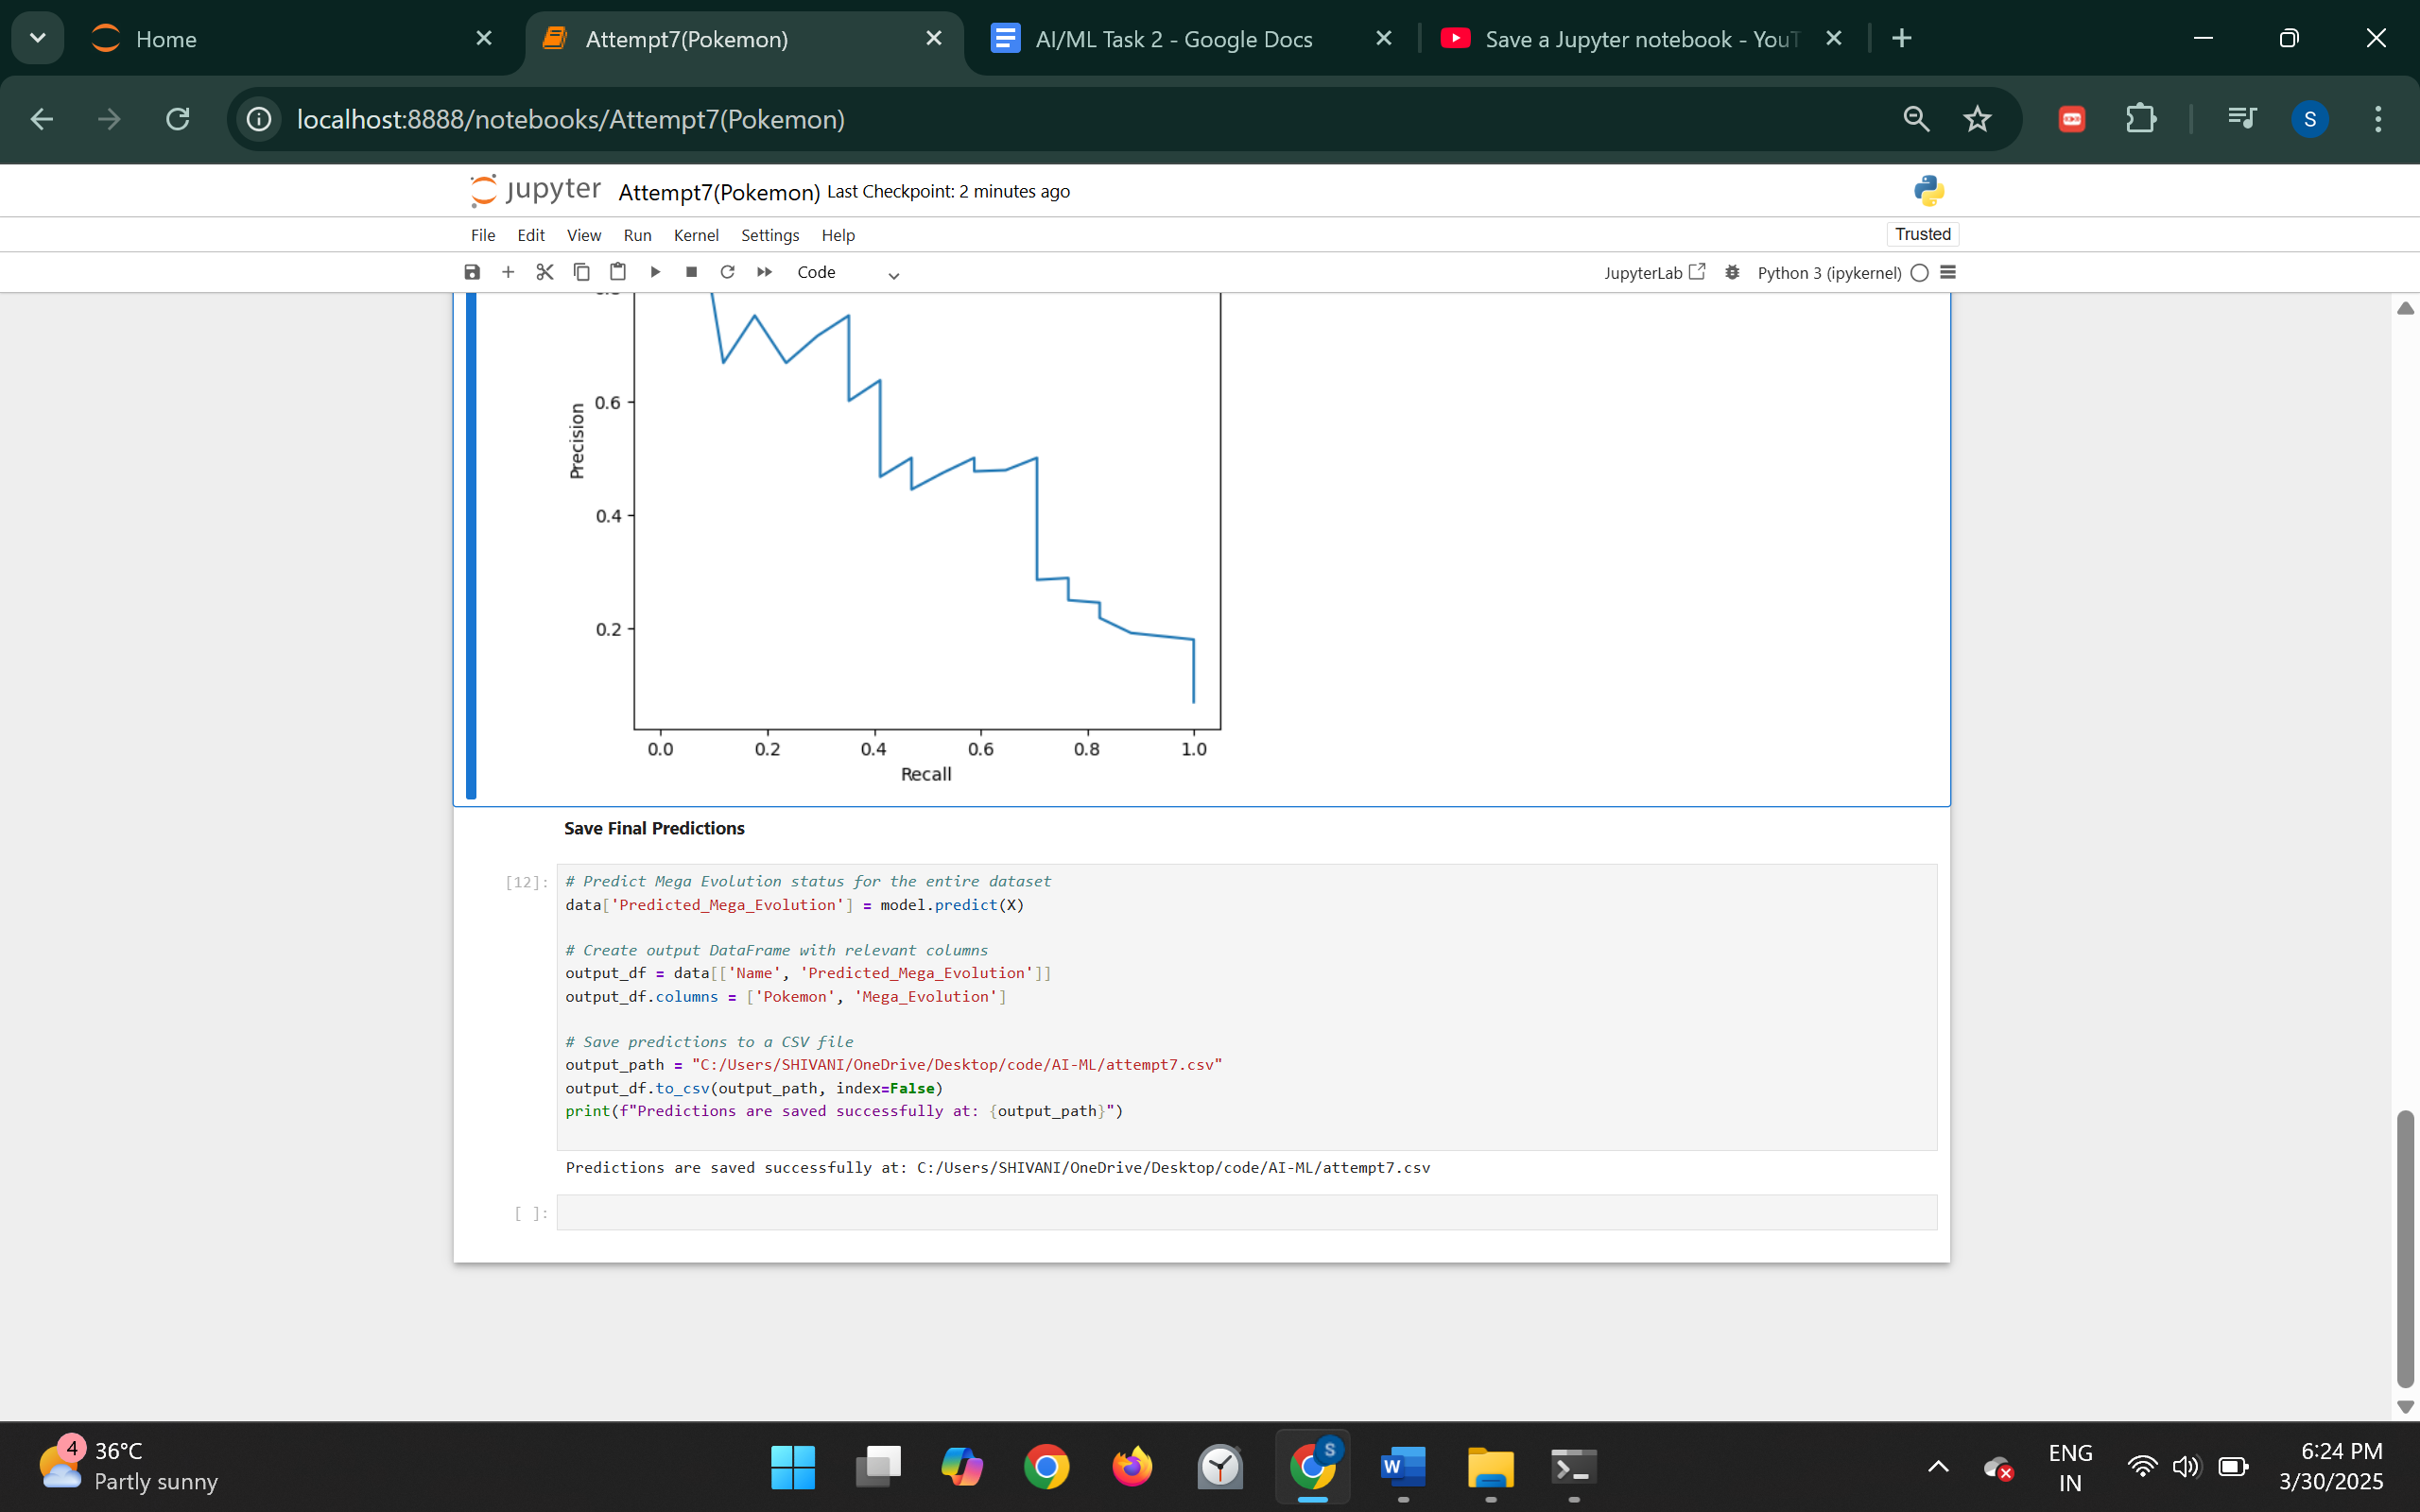 Home
Attempt7(Pokemon)
AI/ML Task 2 - Google Docs
Save a Jupyter notebook - YouT
localhost:8888/notebooks/Attempt7(Pokemon)
S
jupyter Attempt7(Pokemon) Last Checkpoint: 2 minutes ago
File Edit View Run Kernel Settings Help
Trusted
Code
JupyterLab
Python 3 (ipykernel)
Precision
0.6
0.4
0.2
0.0 0.2 0.4 0.6 0.8 1.0
Recall
Save Final Predictions
[12]:
# Predict Mega Evolution status for the entire dataset
data['Predicted_Mega_Evolution'] = model.predict(X)
# Create output DataFrame with relevant columns
output_df = data[['Name', 'Predicted_Mega_Evolution']]
output_df.columns = ['Pokemon', 'Mega_Evolution']
# Save predictions to a CSV file
output_path = "C:/Users/SHIVANI/OneDrive/Desktop/code/AI-ML/attempt7.csv"
output_df.to_csv(output_path, index=False)
print(f"Predictions are saved successfully at: {output_path}")
Predictions are saved successfully at: C:/Users/SHIVANI/OneDrive/Desktop/code/AI-ML/attempt7.csv
[ ]:
4
36°C
Partly sunny
S
W
ENG
IN
6:24 PM
3/30/2025